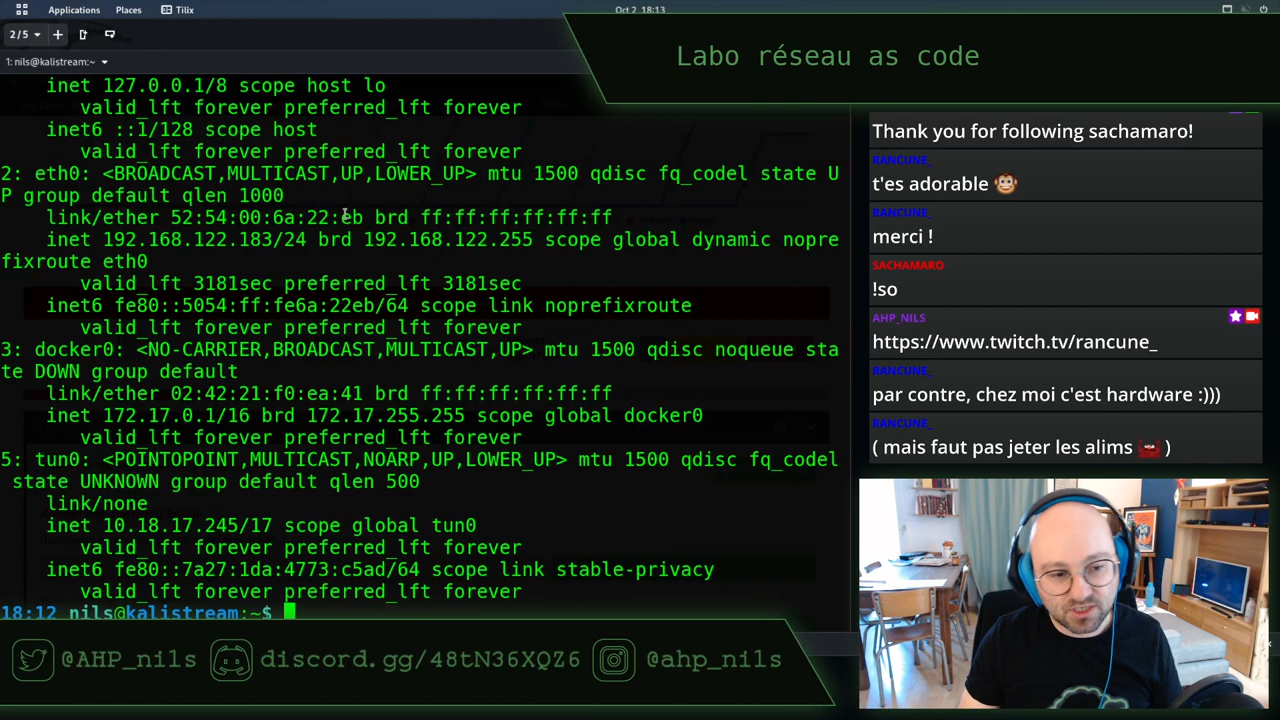 Applications Places Tilix
Oct 2 18:13
2/5
1: nils@kalistream:~
Labo réseau as code
inet 127.0.0.1/8 scope host lo
valid_lft forever preferred_lft forever
inet6 ::1/128 scope host
valid_lft forever preferred_lft forever
2: eth0: <BROADCAST,MULTICAST,UP,LOWER_UP> mtu 1500 qdisc fq_codel state U
P group default qlen 1000
link/ether 52:54:00:6a:22:eb brd ff:ff:ff:ff:ff:ff
inet 192.168.122.183/24 brd 192.168.122.255 scope global dynamic nopre
fixroute eth0
valid_lft 3181sec preferred_lft 3181sec
inet6 fe80::5054:ff:fe6a:22eb/64 scope link noprefixroute
valid_lft forever preferred_lft forever
3: docker0: <NO-CARRIER,BROADCAST,MULTICAST,UP> mtu 1500 qdisc noqueue sta
te DOWN group default
link/ether 02:42:21:f0:ea:41 brd ff:ff:ff:ff:ff:ff
inet 172.17.0.1/16 brd 172.17.255.255 scope global docker0
valid_lft forever preferred_lft forever
5: tun0: <POINTOPOINT,MULTICAST,NOARP,UP,LOWER_UP> mtu 1500 qdisc fq_codel
state UNKNOWN group default qlen 500
link/none
inet 10.18.17.245/17 scope global tun0
valid_lft forever preferred_lft forever
inet6 fe80::7a27:1da:4773:c5ad/64 scope link stable-privacy
valid_lft forever preferred_lft forever
18:12 nils@kalistream:~$
Thank you for following sachamaro!
RANCUNE_
t'es adorable 🐵
RANCUNE_
merci !
SACHAMARO
!so
AHP_NILS
https://www.twitch.tv/rancune_
RANCUNE_
par contre, chez moi c'est hardware :)))
RANCUNE_
( mais faut pas jeter les alims )
@AHP_nils discord.gg/48tN36XQZ6 @ahp_nils